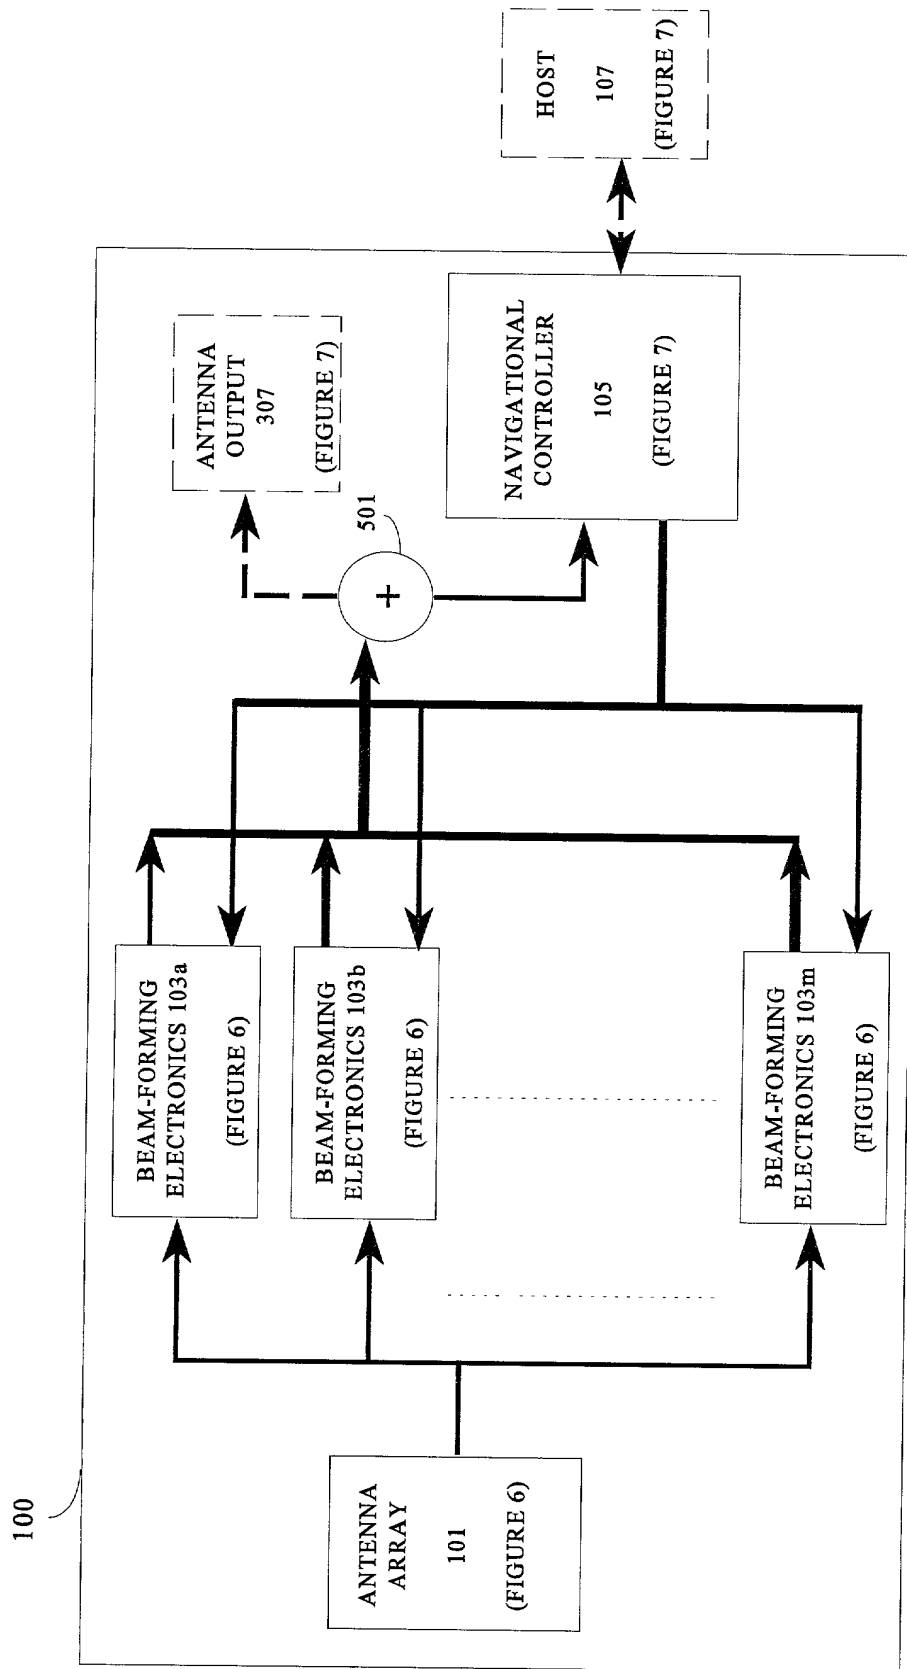 100
ANTENNA
ARRAY
101
(FIGURE 6)
BEAM-FORMING
ELECTRONICS 103a
(FIGURE 6)
BEAM-FORMING
ELECTRONICS 103b
(FIGURE 6)
BEAM-FORMING
ELECTRONICS 103m
(FIGURE 6)
+
501
ANTENNA
OUTPUT
307
(FIGURE 7)
NAVIGATIONAL
CONTROLLER
105
(FIGURE 7)
HOST
107
(FIGURE 7)